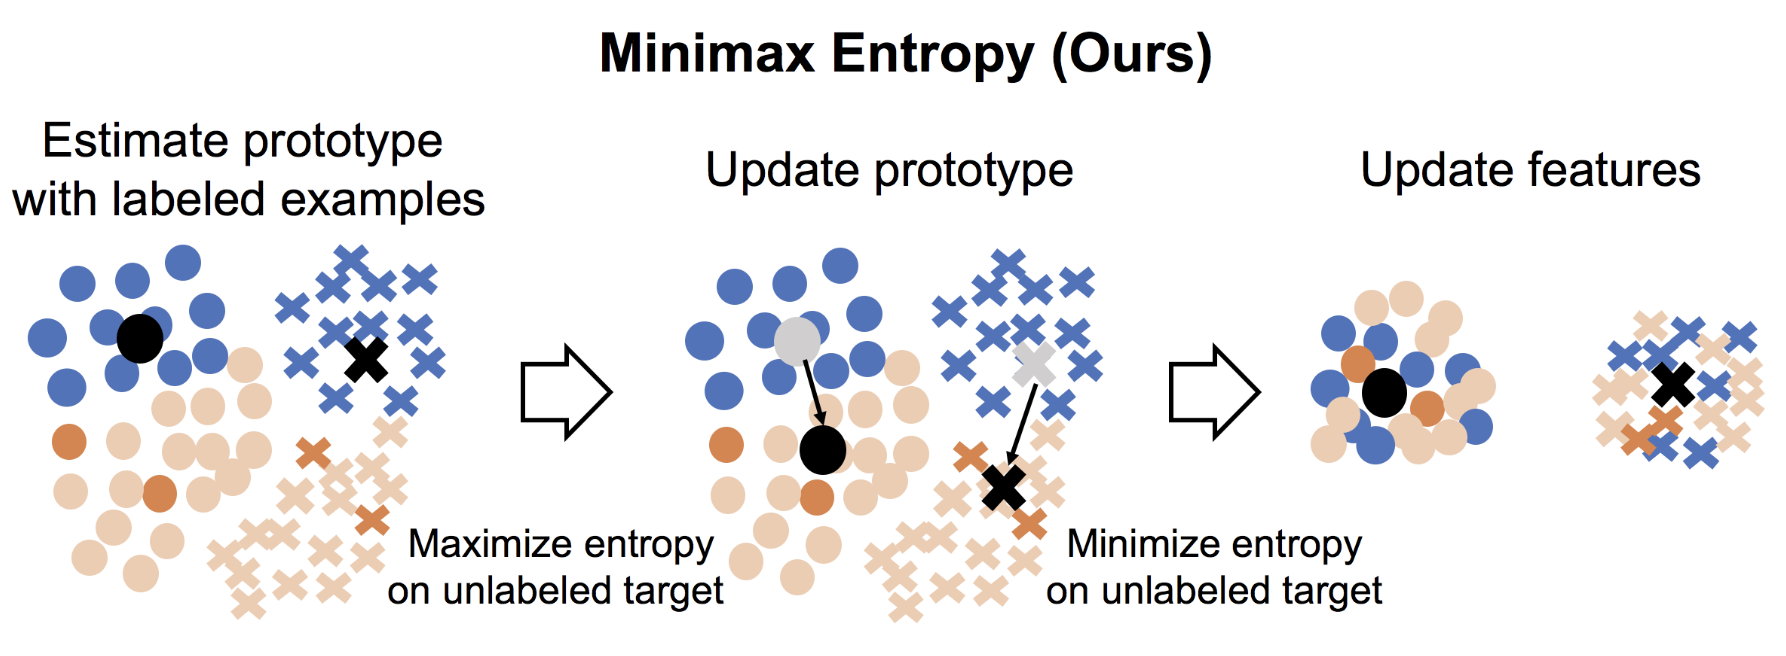 Minimax Entropy (Ours)
Estimate prototype
with labeled examples
Update prototype
Update features
Maximize entropy
on unlabeled target
Minimize entropy
on unlabeled target